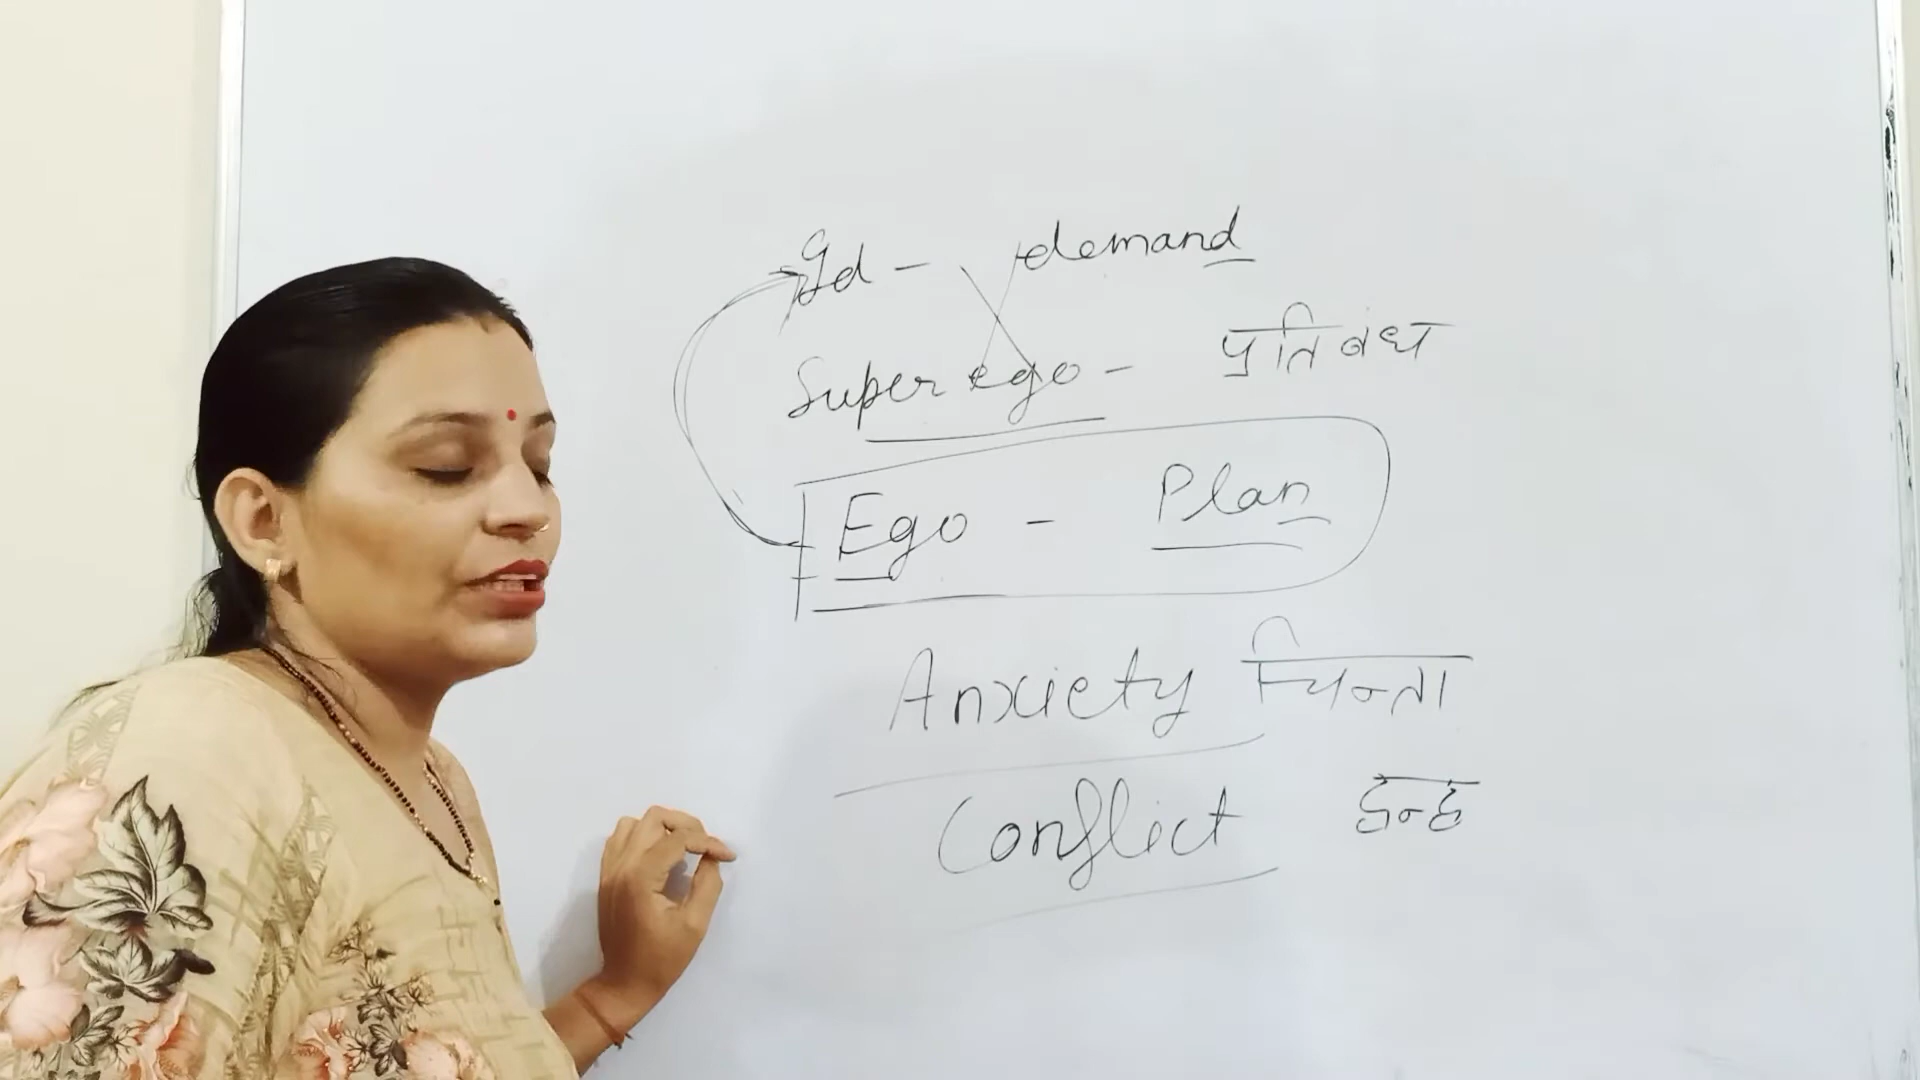 Id - demand
Super ego - प्रतिबंध
Ego - Plan
Anxiety चिन्ता
Conflict द्वन्द्व